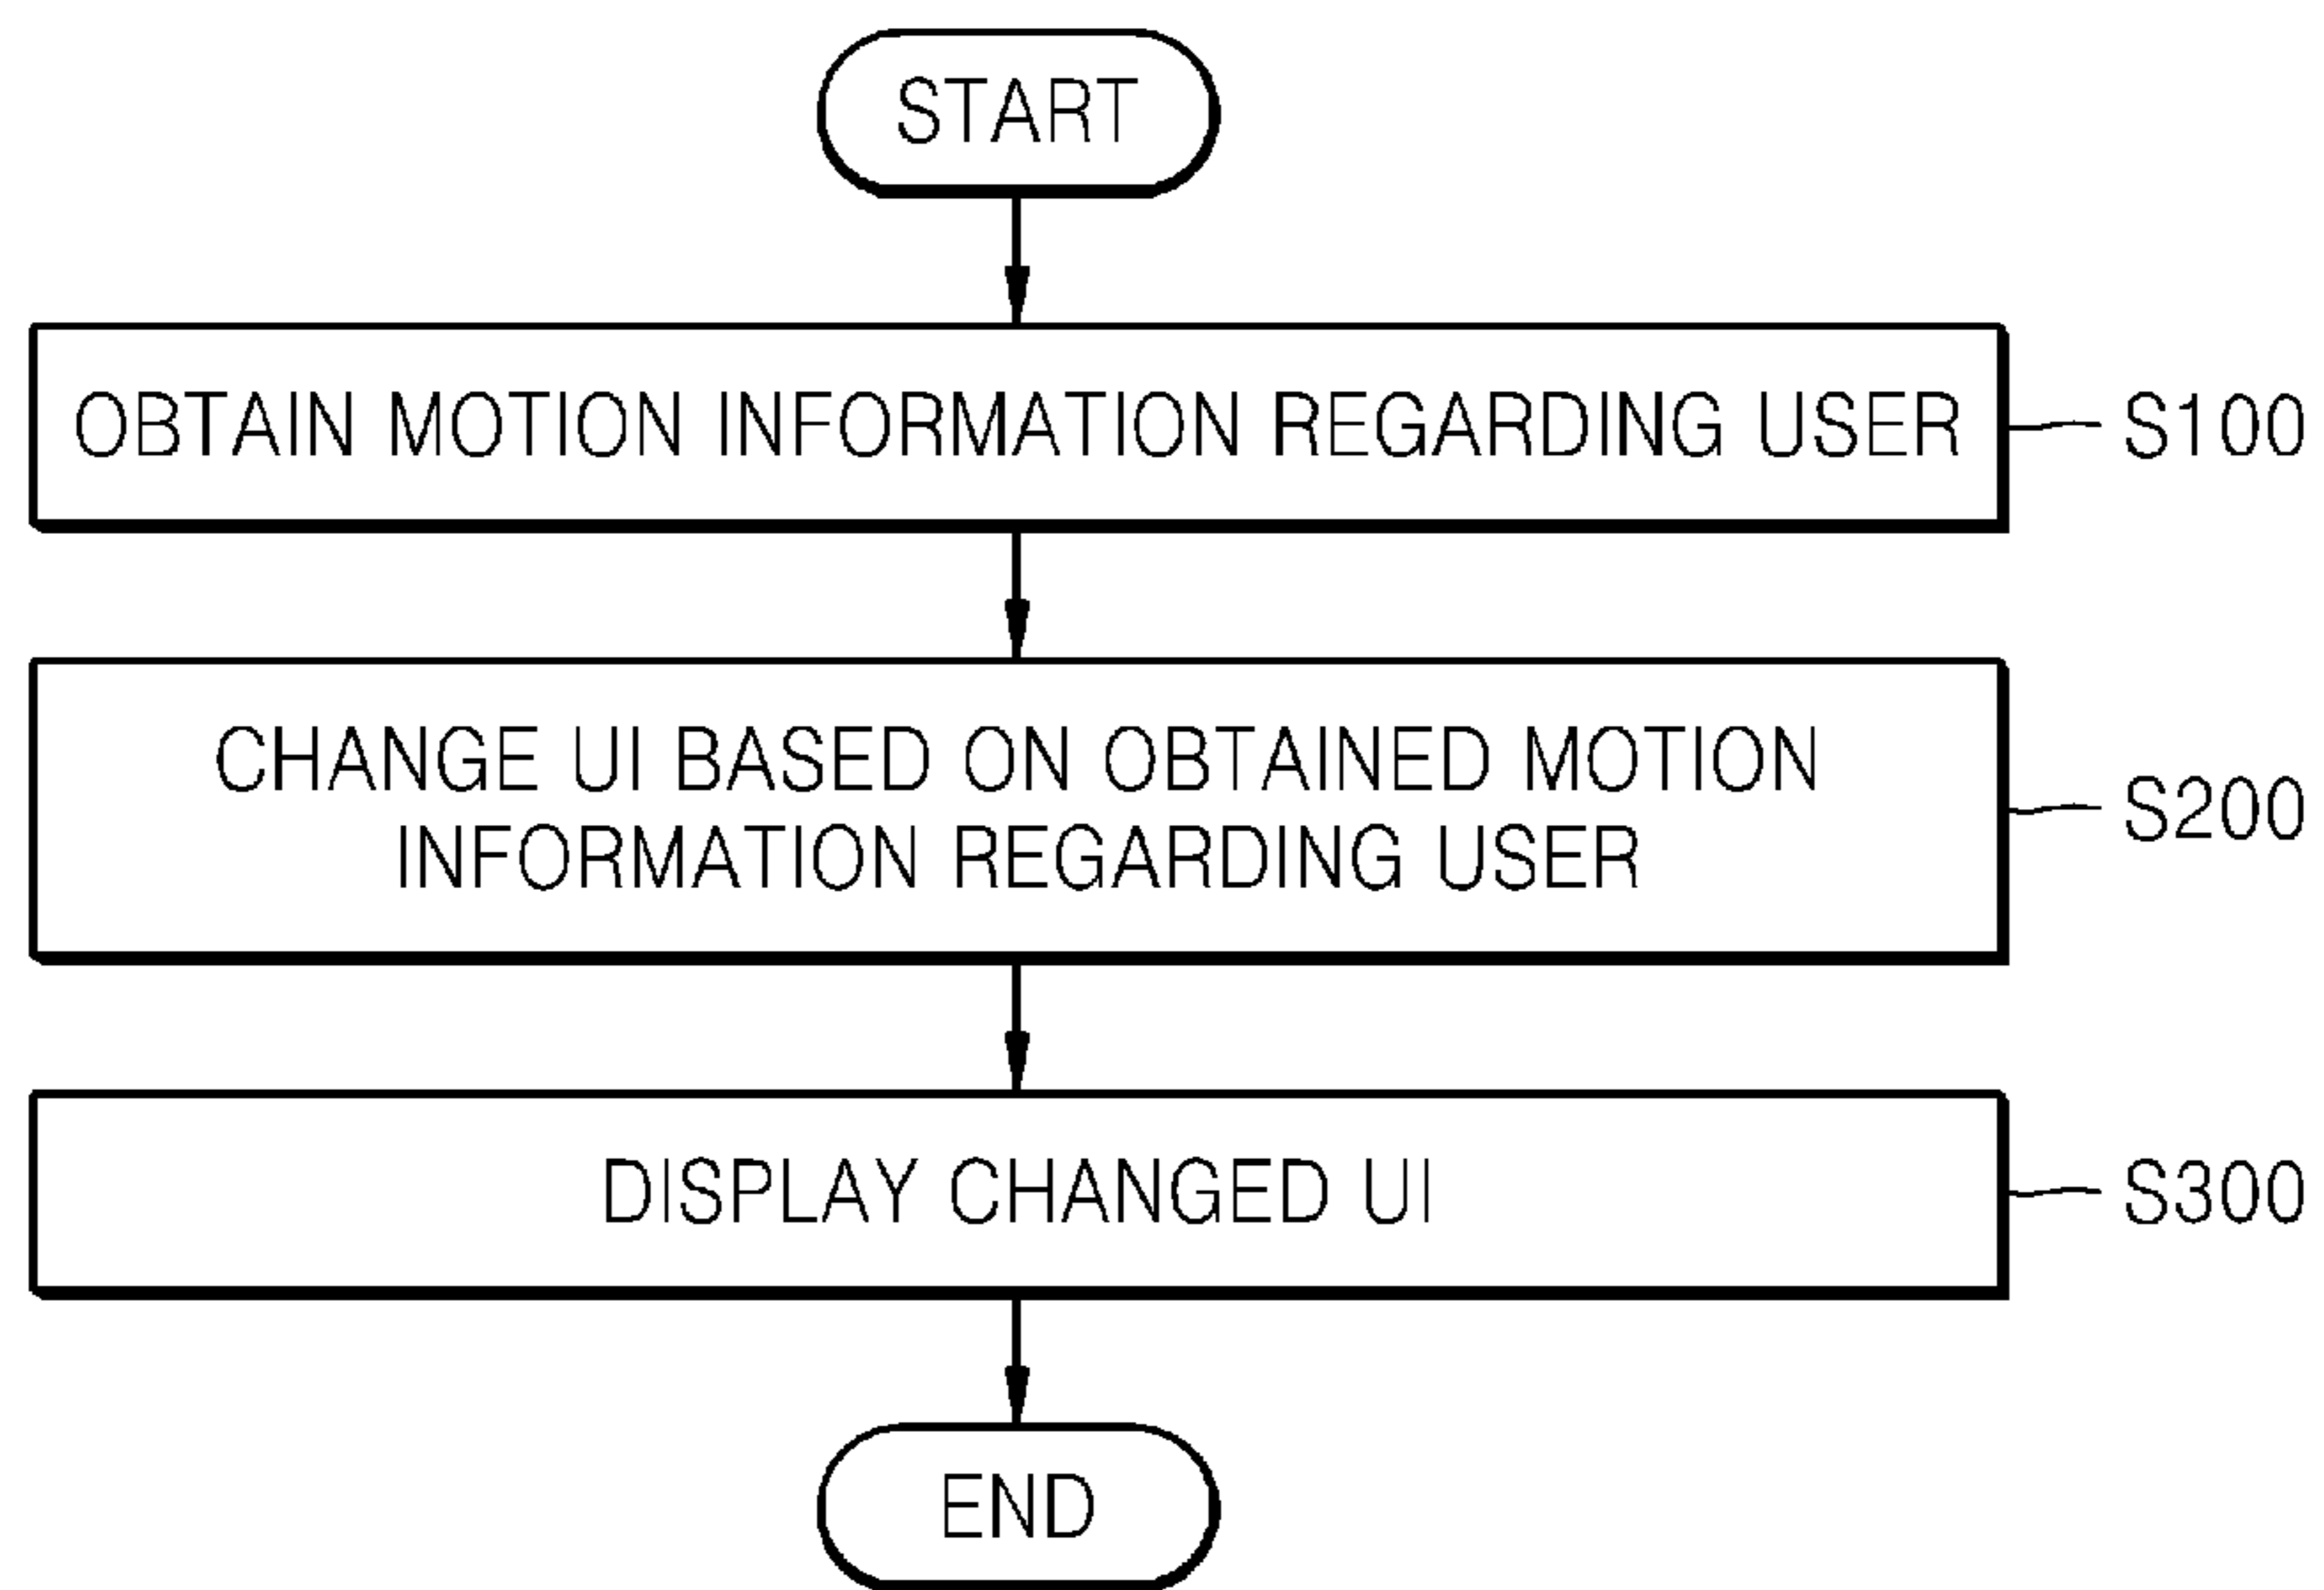 START
OBTAIN MOTION INFORMATION REGARDING USER
S100
CHANGE UI BASED ON OBTAINED MOTION
INFORMATION REGARDING USER
S200
DISPLAY CHANGED UI
S300
END